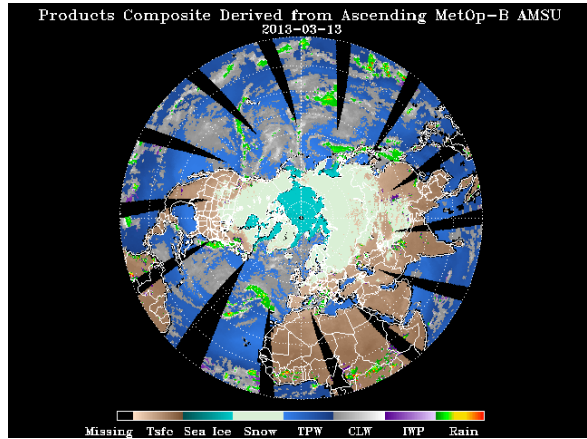 Products Composite Derived from Ascending MetOp-B AMSU
2013-03-13
Missing Tsfc Sea Ice Snow TPW CLW IWP Rain